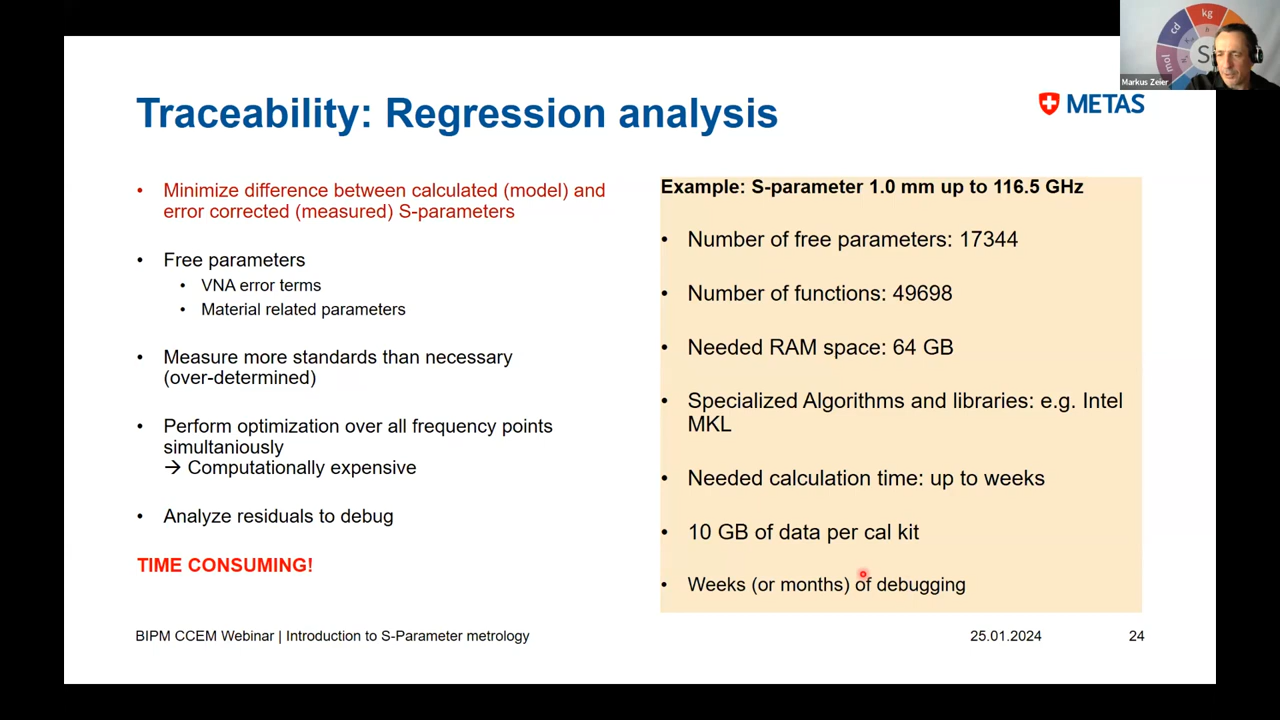 kg
cd
mol
S
Markus Zeier
Traceability: Regression analysis
METAS
• Minimize difference between calculated (model) and
error corrected (measured) S-parameters
• Free parameters
• VNA error terms
• Material related parameters
• Measure more standards than necessary
(over-determined)
• Perform optimization over all frequency points
simultaniously
→ Computationally expensive
• Analyze residuals to debug
TIME CONSUMING!
Example: S-parameter 1.0 mm up to 116.5 GHz
• Number of free parameters: 17344
• Number of functions: 49698
• Needed RAM space: 64 GB
• Specialized Algorithms and libraries: e.g. Intel
MKL
• Needed calculation time: up to weeks
• 10 GB of data per cal kit
• Weeks (or months) of debugging
BIPM CCEM Webinar | Introduction to S-Parameter metrology
25.01.2024
24